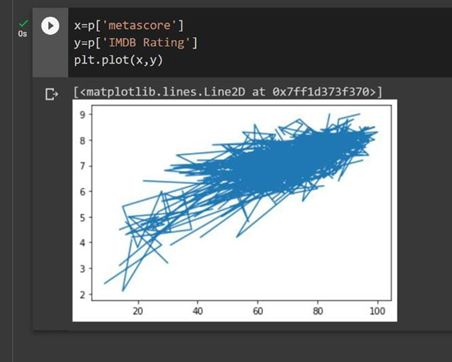 x=p['metascore']
0s
y=p['IMDB Rating']
plt.plot(x,y)
[<matplotlib.lines.Line2D at 0x7ff1d373f370>]
9
8
7
6
5
4
3
2
20 40 60 80 100